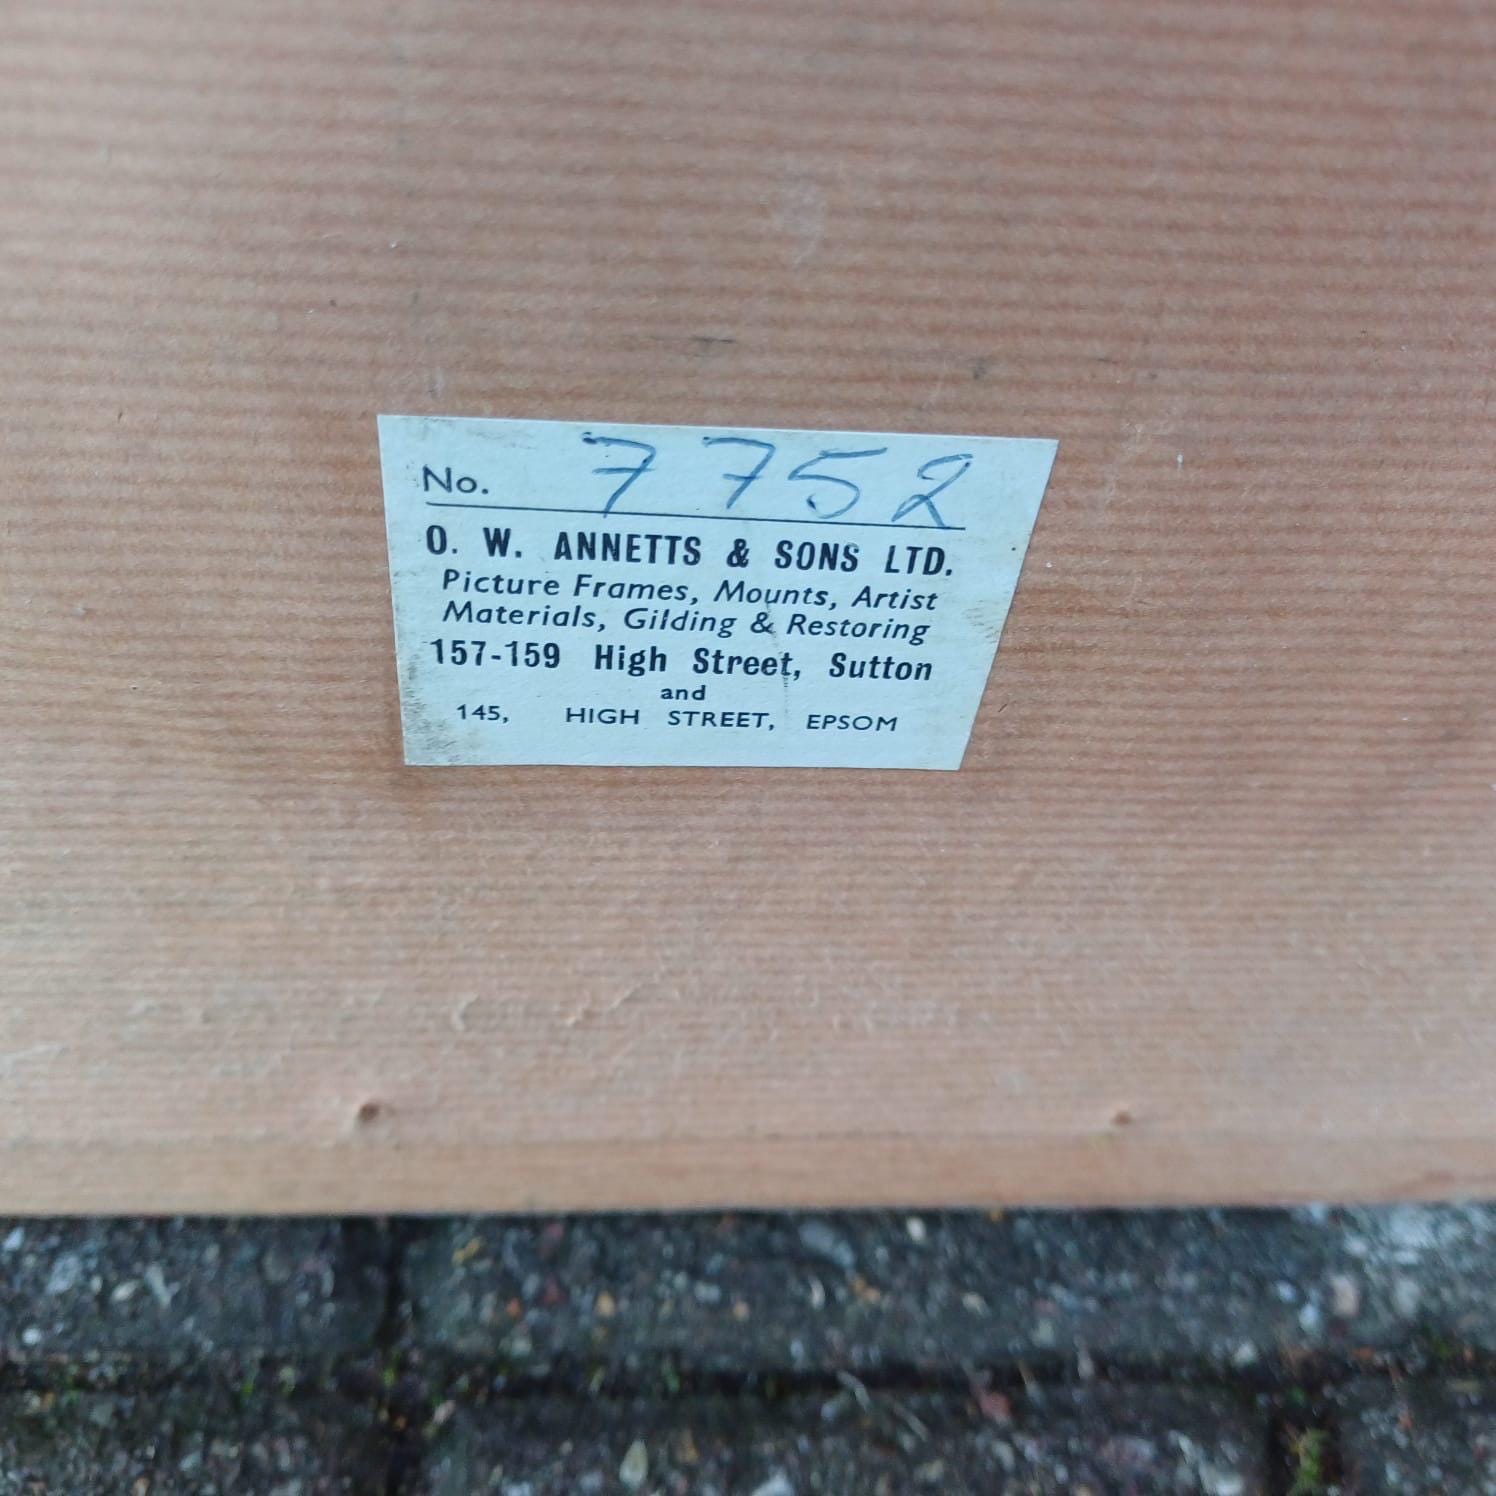 No. 7752
O. W. ANNETTS & SONS LTD.
Picture Frames, Mounts, Artist
Materials, Gilding & Restoring
157-159 High Street, Sutton
and
145, HIGH STREET, EPSOM